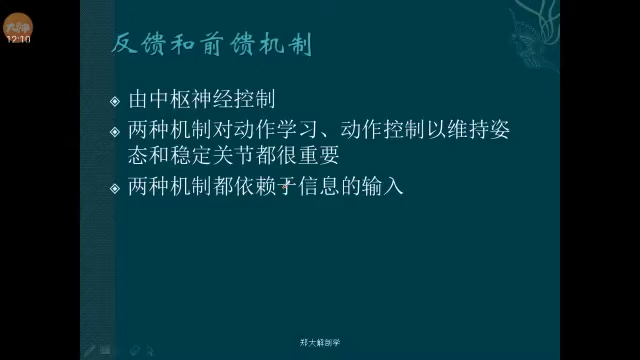 12:10
反馈和前馈机制
由中枢神经控制
两种机制对动作学习、动作控制以维持姿
态和稳定关节都很重要
两种机制都依赖于信息的输入
郑大解剖学